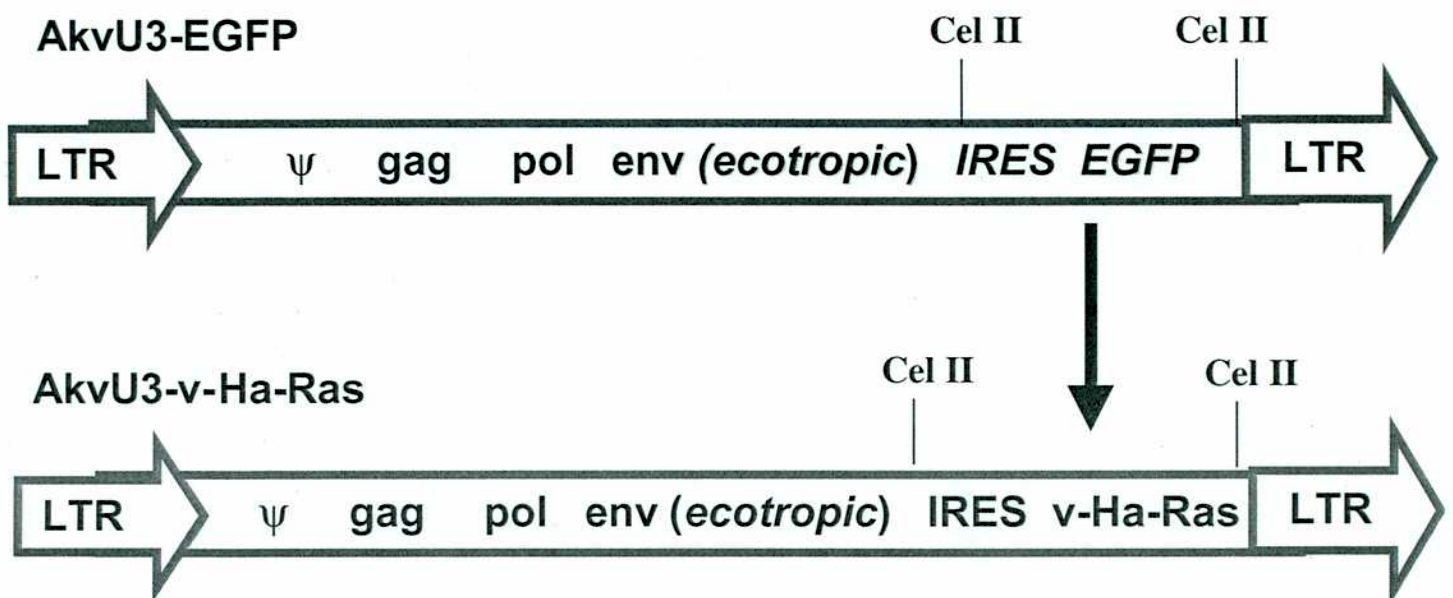 AkvU3-EGFP
Cel II Cel II
LTR ψ gag pol env (ecotropic) IRES EGFP LTR
AkvU3-v-Ha-Ras
Cel II Cel II
LTR ψ gag pol env (ecotropic) IRES v-Ha-Ras LTR